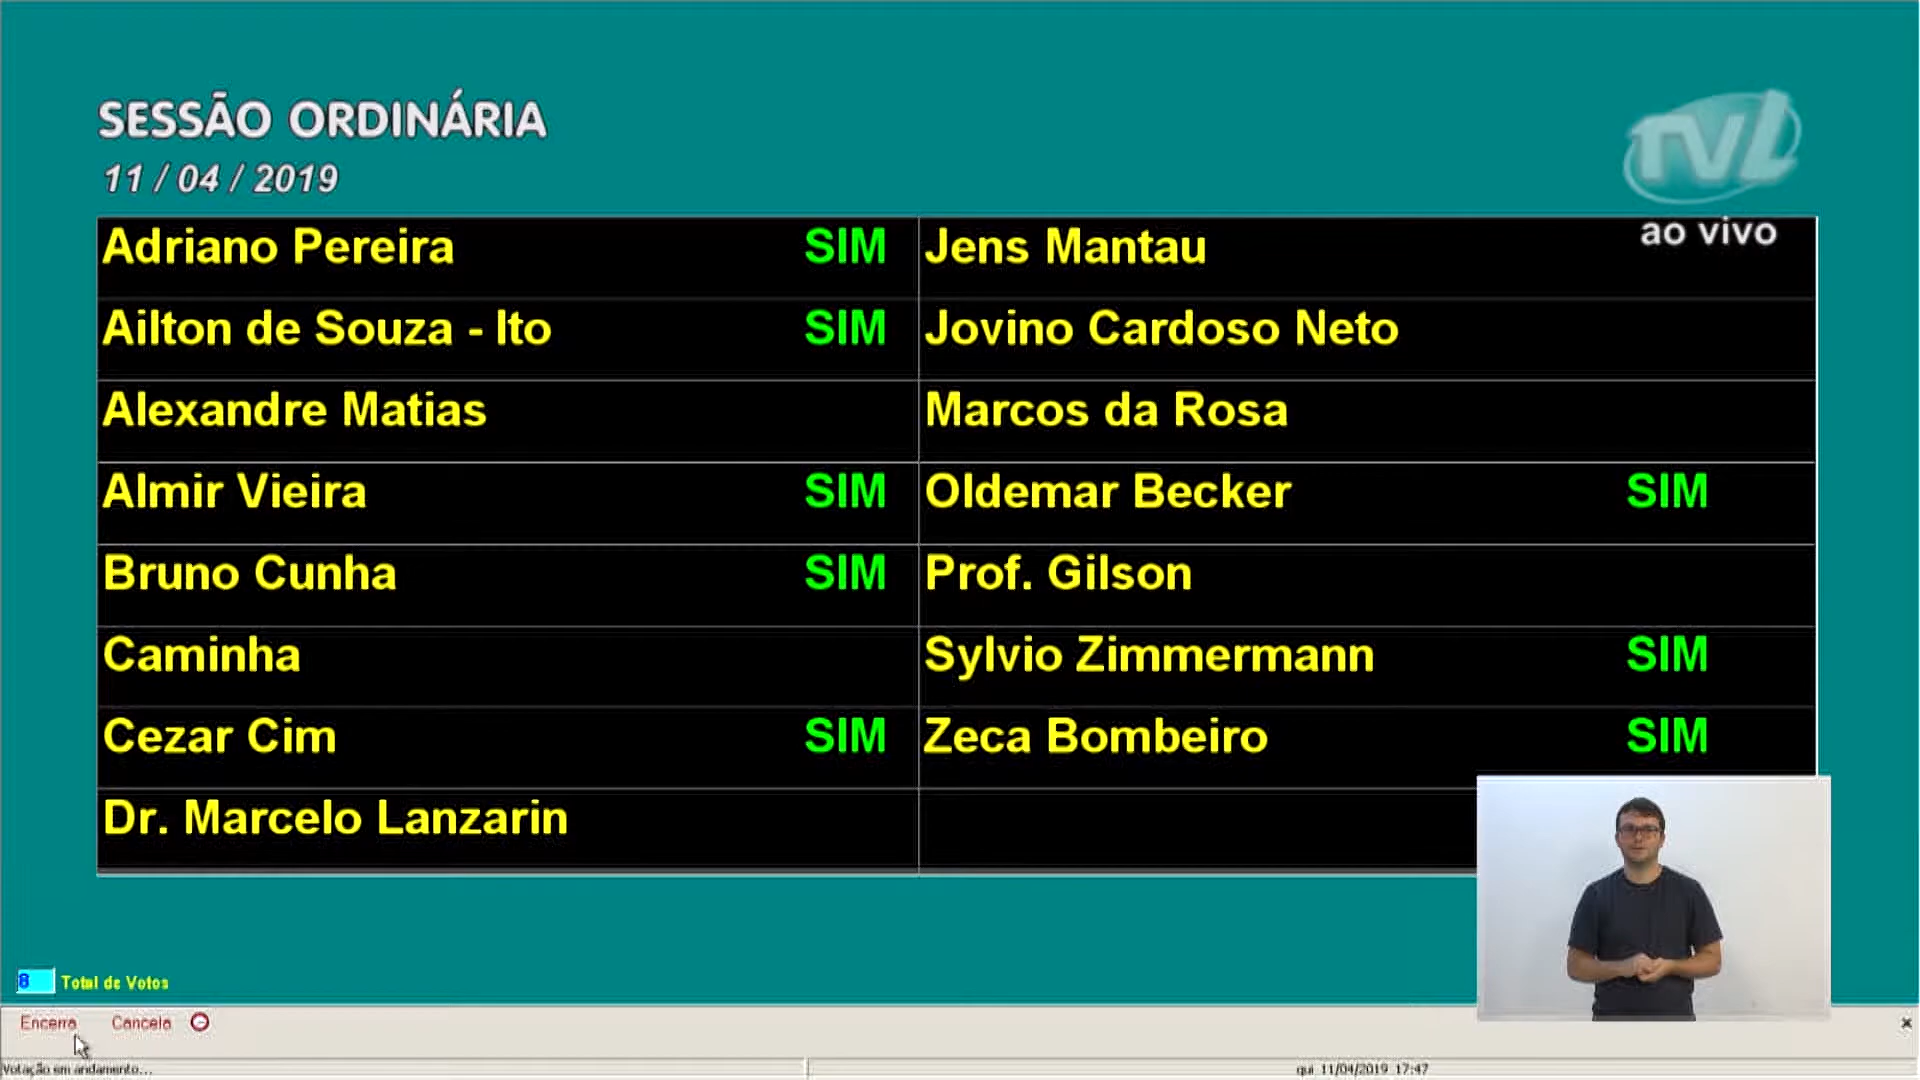 SESSÃO ORDINÁRIA
11 / 04 / 2019
TVL
ao vivo
Adriano Pereira SIM
Ailton de Souza - Ito SIM
Alexandre Matias
Almir Vieira SIM
Bruno Cunha SIM
Caminha
Cezar Cim SIM
Dr. Marcelo Lanzarin
Jens Mantau
Jovino Cardoso Neto
Marcos da Rosa
Oldemar Becker SIM
Prof. Gilson
Sylvio Zimmermann SIM
Zeca Bombeiro SIM
8 Total de Votos
Encerra Cancela
Votação em andamento...
qui 11/04/2019 17:47